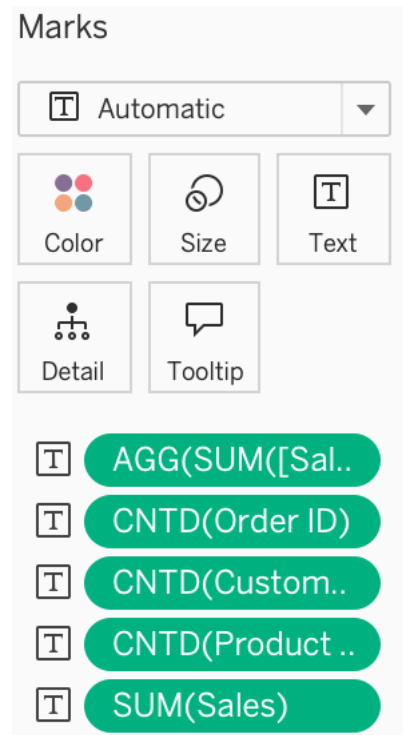 Marks
T Automatic
Color Size T Text
Detail Tooltip
T AGG(SUM([Sal..
T CNTD(Order ID)
T CNTD(Custom..
T CNTD(Product ..
T SUM(Sales)